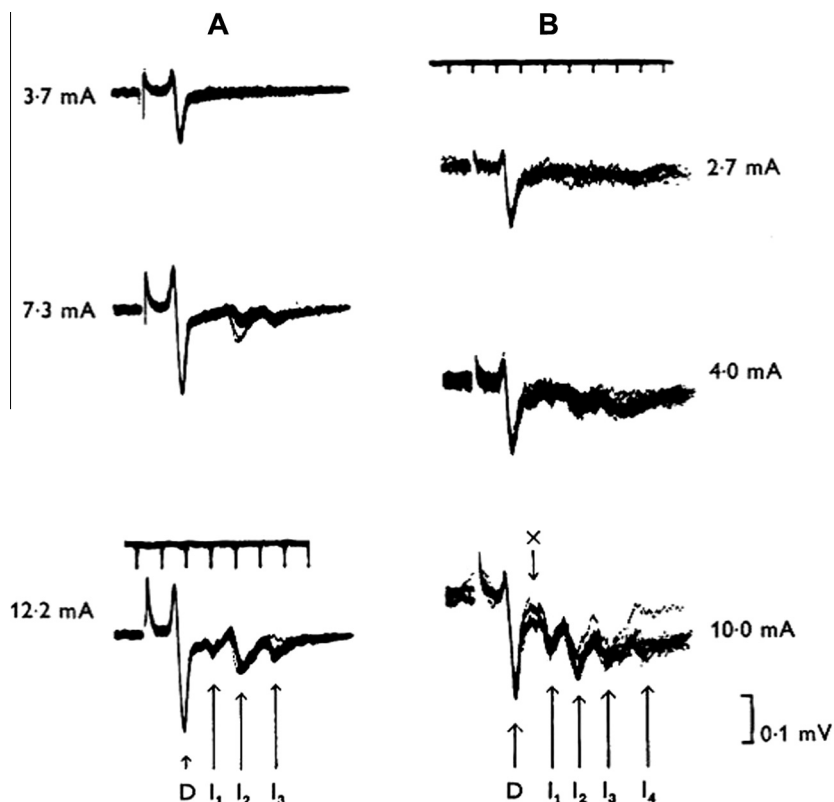 A
B
3·7 mA
2·7 mA
7·3 mA
4·0 mA
×
12·2 mA
10·0 mA
0·1 mV
D I₁ I₂ I₃
D I₁ I₂ I₃ I₄